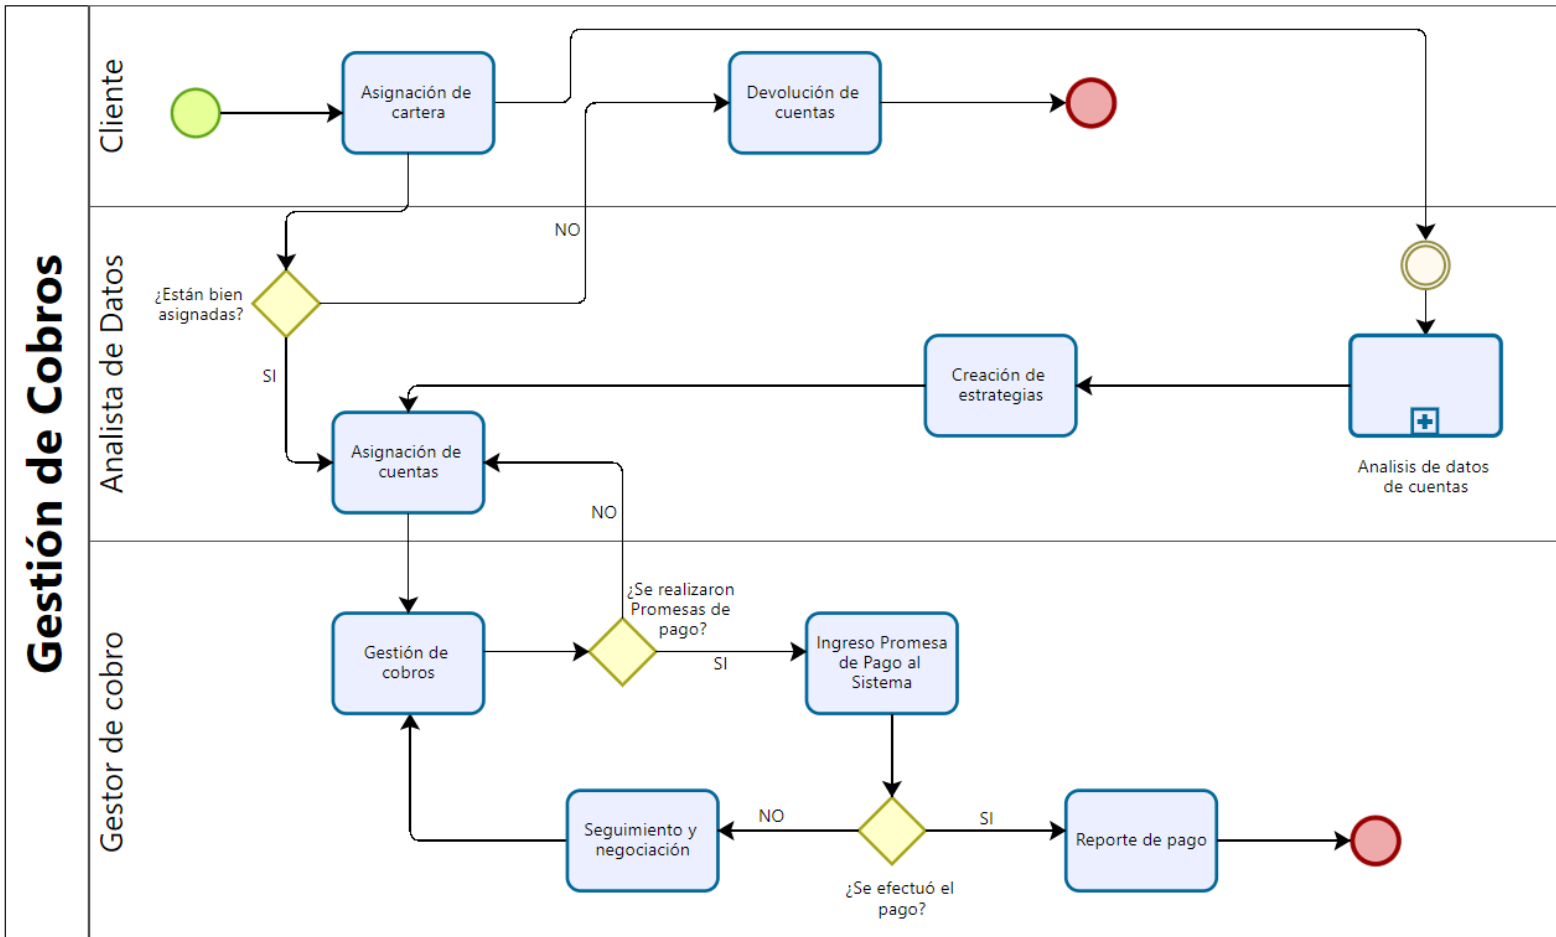 Gestión de Cobros
Cliente
Asignación de
cartera
Devolución de
cuentas
Analista de Datos
NO
¿Están bien
asignadas?
SI
Creación de
estrategias
Asignación de
cuentas
Analisis de datos
de cuentas
NO
Gestor de cobro
¿Se realizaron
Promesas de
pago?
Gestión de
cobros
SI
Ingreso Promesa
de Pago al
Sistema
Seguimiento y
negociación
NO
SI
Reporte de pago
¿Se efectuó el
pago?